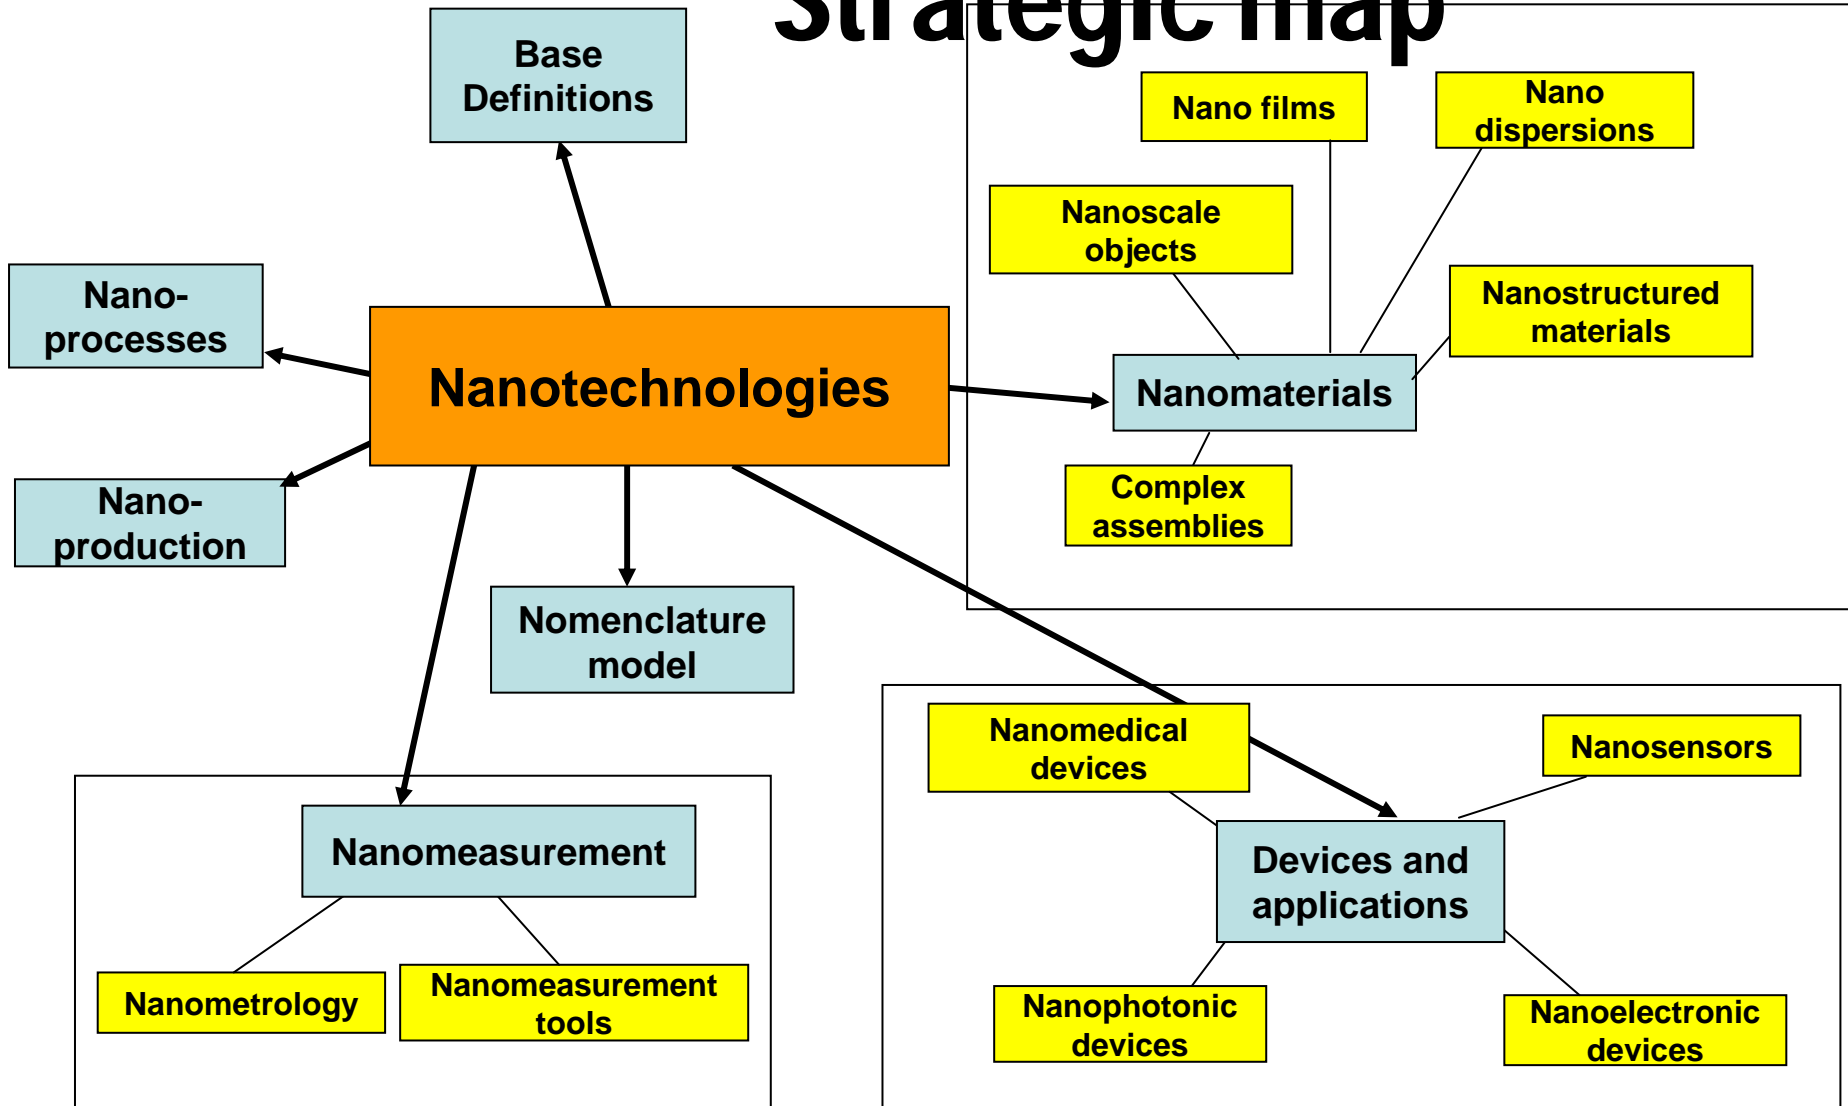 Strategic map
Base
Definitions
Nano films
Nano
dispersions
Nanoscale
objects
Nano-
processes
Nanostructured
materials
Nanotechnologies
Nanomaterials
Nano-
production
Complex
assemblies
Nomenclature
model
Nanomedical
devices
Nanosensors
Nanomeasurement
Devices and
applications
Nanometrology
Nanomeasurement
tools
Nanophotonic
devices
Nanoelectronic
devices